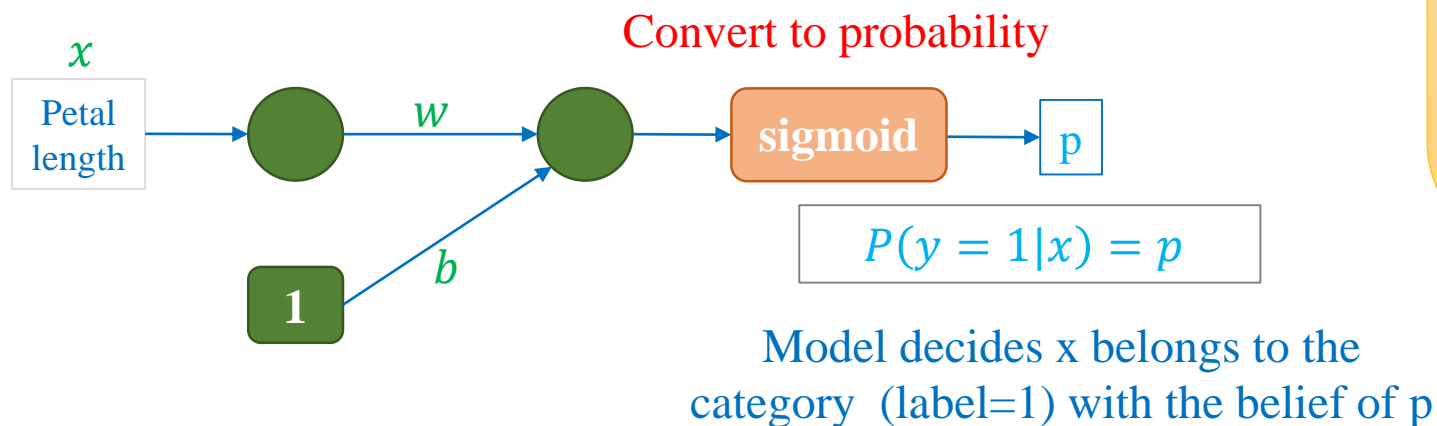 Convert to probability
x
Petal
length
w
sigmoid
p
b
1
P(y = 1|x) = p
Model decides x belongs to the
category (label=1) with the belief of p